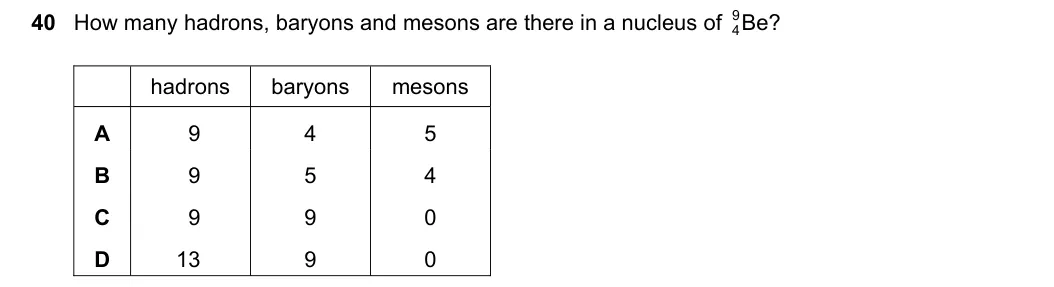 40 How many hadrons, baryons and mesons are there in a nucleus of ⁹₄Be?
hadrons baryons mesons
A 9 4 5
B 9 5 4
C 9 9 0
D 13 9 0